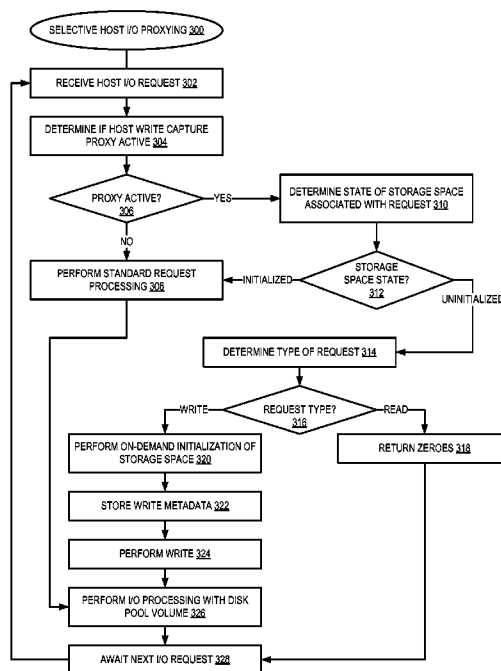 SELECTIVE HOST I/O PROXYING 300
RECEIVE HOST I/O REQUEST 302
DETERMINE IF HOST WRITE CAPTURE
PROXY ACTIVE
304
PROXY ACTIVE?
306
YES
DETERMINE STATE OF STORAGE SPACE
ASSOCIATED WITH REQUEST 310
NO
STORAGE
SPACE STATE?
312
INITIALIZED
UNINITIALIZED
PERFORM STANDARD REQUEST
PROCESSING 308
DETERMINE TYPE OF REQUEST 314
REQUEST TYPE?
316
WRITE
READ
PERFORM ON-DEMAND INITIALIZATION OF
STORAGE SPACE
320
RETURN ZEROES 318
STORE WRITE METADATA 322
PERFORM WRITE 324
PERFORM I/O PROCESSING WITH DISK
POOL VOLUME 326
AWAIT NEXT I/O REQUEST 328